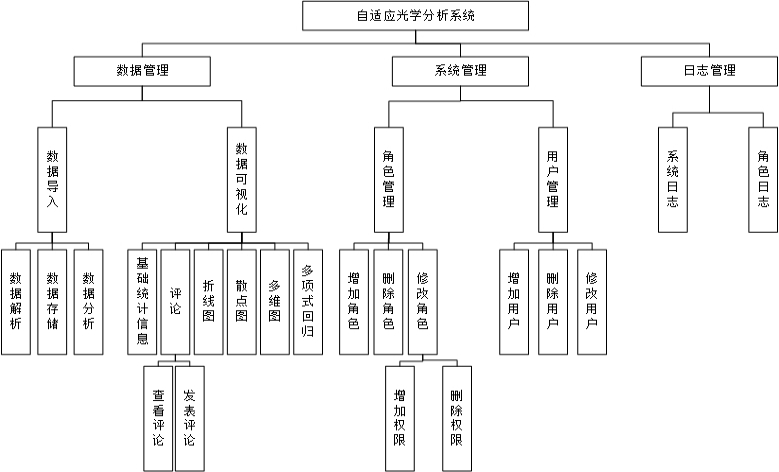 自适应光学分析系统
数据管理
系统管理
日志管理
数据导入
数据可视化
角色管理
用户管理
系统日志
角色日志
数据解析
数据存储
数据分析
基础统计信息
评论
折线图
散点图
多维图
多项式回归
增加角色
删除角色
修改角色
增加用户
删除用户
修改用户
查看评论
发表评论
增加权限
删除权限